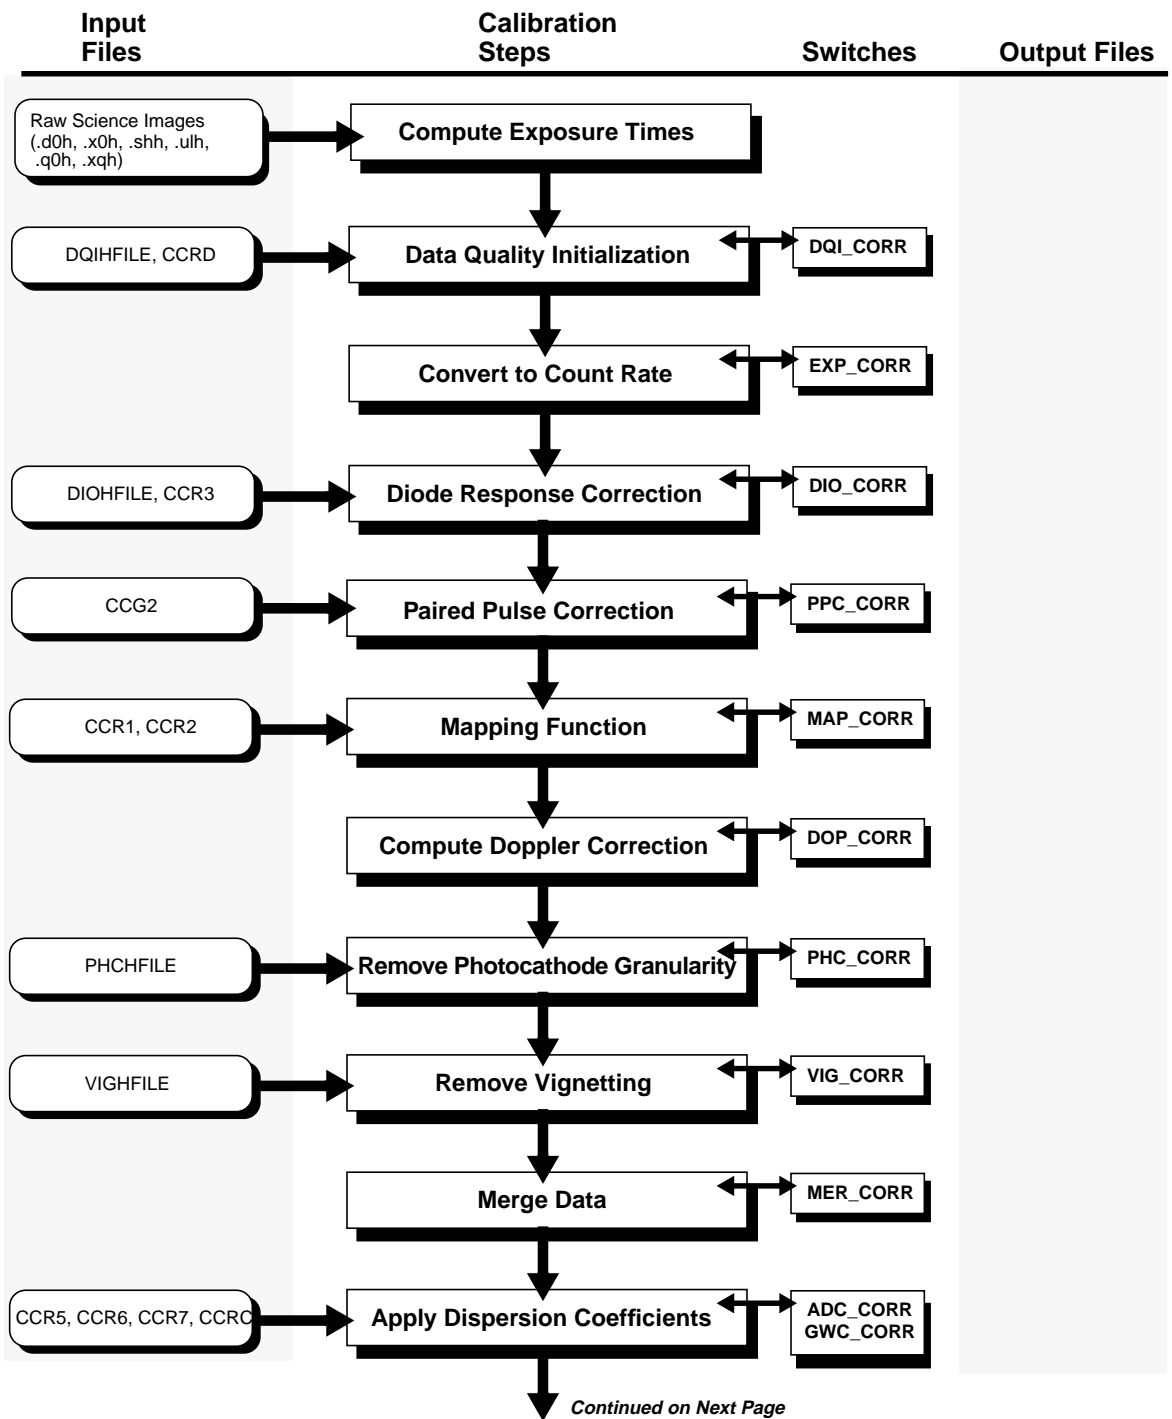 Input
Files
Calibration
Steps
Switches
Output Files
Raw Science Images
(.d0h, .x0h, .shh, .ulh,
.q0h, .xqh)
Compute Exposure Times
DQIHFILE, CCRD
Data Quality Initialization
DQI_CORR
Convert to Count Rate
EXP_CORR
DIOHFILE, CCR3
Diode Response Correction
DIO_CORR
CCG2
Paired Pulse Correction
PPC_CORR
CCR1, CCR2
Mapping Function
MAP_CORR
Compute Doppler Correction
DOP_CORR
PHCHFILE
Remove Photocathode Granularity
PHC_CORR
VIGHFILE
Remove Vignetting
VIG_CORR
Merge Data
MER_CORR
CCR5, CCR6, CCR7, CCRC
Apply Dispersion Coefficients
ADC_CORR
GWC_CORR
Continued on Next Page